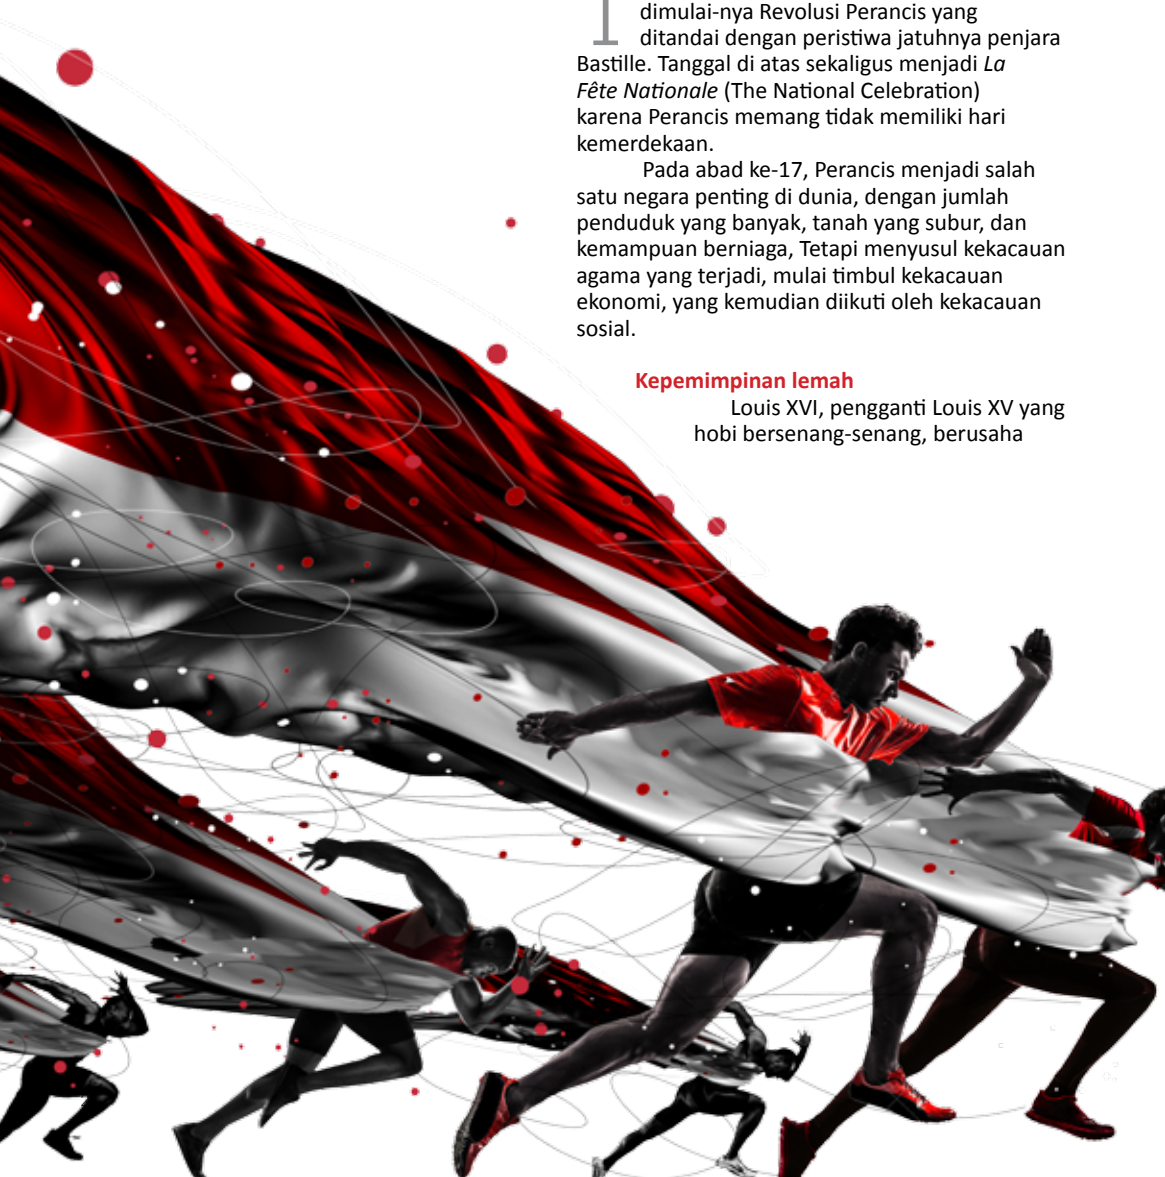 dimulai-nya Revolusi Perancis yang
ditandai dengan peristiwa jatuhnya penjara
Bastille. Tanggal di atas sekaligus menjadi La
Fête Nationale (The National Celebration)
karena Perancis memang tidak memiliki hari
kemerdekaan.
Pada abad ke-17, Perancis menjadi salah
satu negara penting di dunia, dengan jumlah
penduduk yang banyak, tanah yang subur, dan
kemampuan berniaga, Tetapi menyusul kekacauan
agama yang terjadi, mulai timbul kekacauan
ekonomi, yang kemudian diikuti oleh kekacauan
sosial.
Kepemimpinan lemah
Louis XVI, pengganti Louis XV yang
hobi bersenang-senang, berusaha